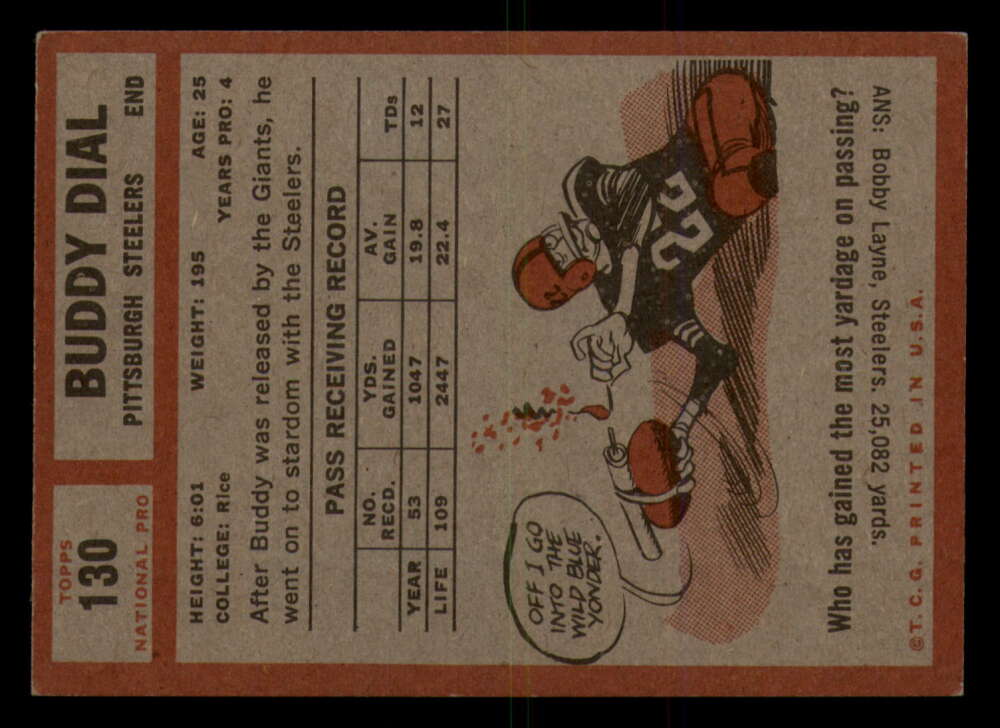 TOPPS
130
NATIONAL PRO
BUDDY DIAL
PITTSBURGH STEELERS END
HEIGHT: 6:01 WEIGHT: 195 AGE: 25
COLLEGE: Rice YEARS PRO: 4
After Buddy was released by the Giants, he
went on to stardom with the Steelers.
PASS RECEIVING RECORD
NO. RECD. YDS. GAINED AV. GAIN TDs
YEAR 53 1047 19.8 12
LIFE 109 2447 22.4 27
OFF I GO
INTO THE
WILD BLUE
YONDER.
22
Who has gained the most yardage on passing?
ANS: Bobby Layne, Steelers. 25,082 yards.
©T.C.G. PRINTED IN U.S.A.